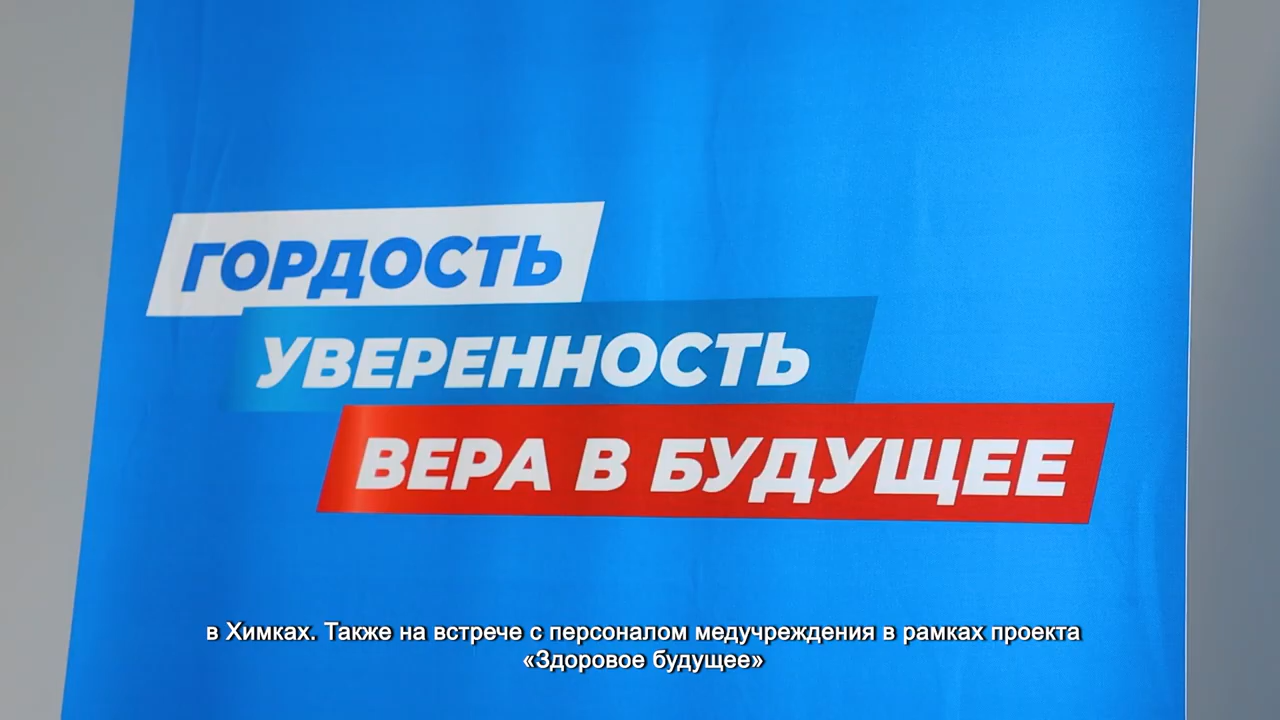 ГОРДОСТЬ
УВЕРЕННОСТЬ
ВЕРА В БУДУЩЕЕ
в Химках. Также на встрече с персоналом медучреждения в рамках проекта
«Здоровое будущее»